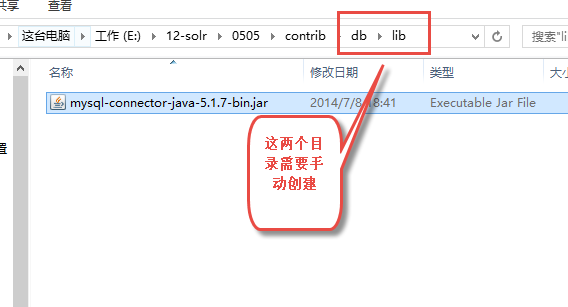 共享 查看
这台电脑 工作 (E:) 12-solr 0505 contrib db lib 搜索"li
名称 修改日期 类型 大小
mysql-connector-java-5.1.7-bin.jar 2014/7/8 18:41 Executable Jar File
这两个目
录需要手
动创建
置